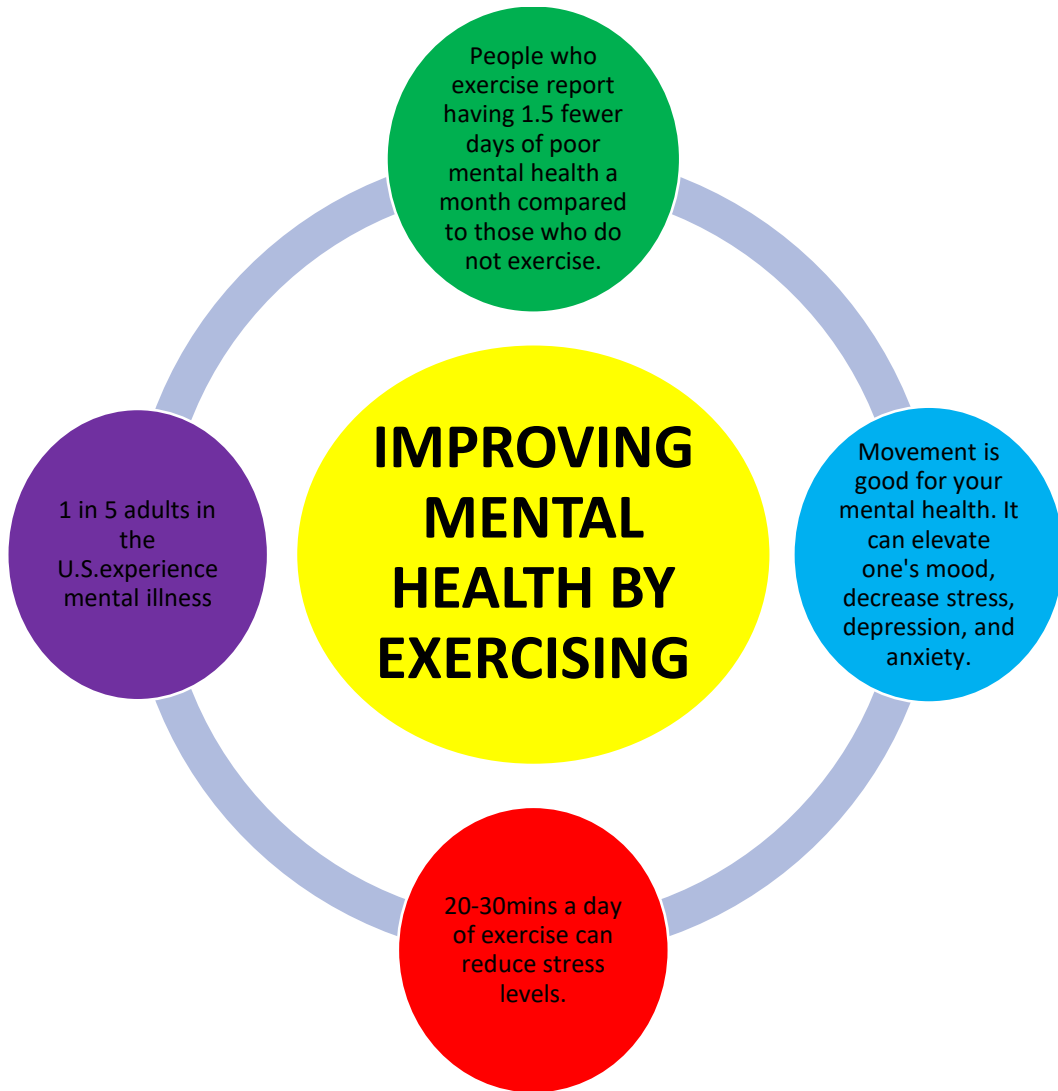 People who
exercise report
having 1.5 fewer
days of poor
mental health a
month compared
to those who do
not exercise.
IMPROVING
MENTAL
HEALTH BY
EXERCISING
Movement is
good for your
mental health. It
can elevate
one's mood,
decrease stress,
depression, and
anxiety.
20-30mins a day
of exercise can
reduce stress
levels.
1 in 5 adults in
the
U.S.experience
mental illness